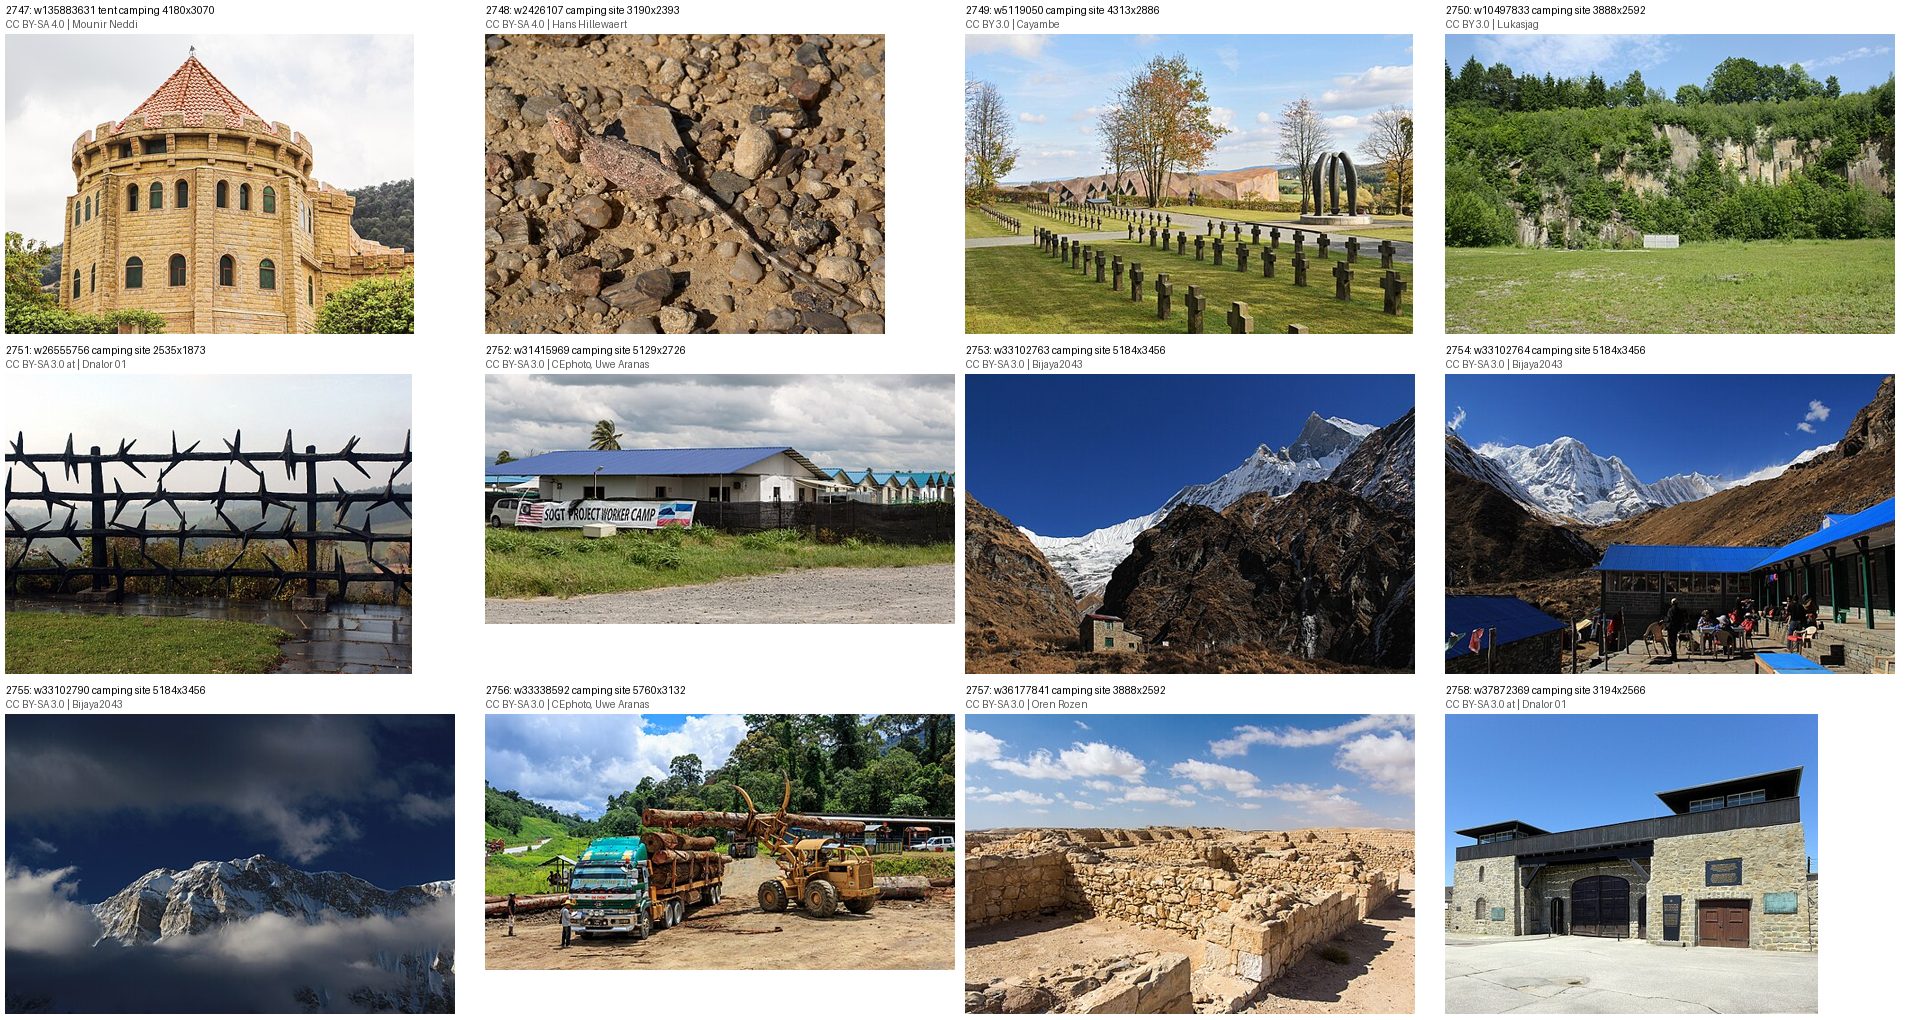 2747: w135883631 tent camping 4180x3070
CC BY-SA 4.0 | Mounir Neddi
2748: w2426107 camping site 3190x2393
CC BY-SA 4.0 | Hans Hillewaert
2749: w5119050 camping site 4313x2886
CC BY 3.0 | Cayambe
2750: w10497833 camping site 3888x2592
CC BY 3.0 | Lukasjag
2751: w26555756 camping site 2535x1873
CC BY-SA 3.0 at | Dnalor 01
2752: w31415969 camping site 5129x2726
CC BY-SA 3.0 | CEphoto, Uwe Aranas
SOGT PROJECT WORKER CAMP
2753: w33102763 camping site 5184x3456
CC BY-SA 3.0 | Bijaya2043
2754: w33102764 camping site 5184x3456
CC BY-SA 3.0 | Bijaya2043
2755: w33102790 camping site 5184x3456
CC BY-SA 3.0 | Bijaya2043
2756: w33338592 camping site 5760x3132
CC BY-SA 3.0 | CEphoto, Uwe Aranas
2757: w36177841 camping site 3888x2592
CC BY-SA 3.0 | Oren Rozen
2758: w37872369 camping site 3194x2566
CC BY-SA 3.0 at | Dnalor 01